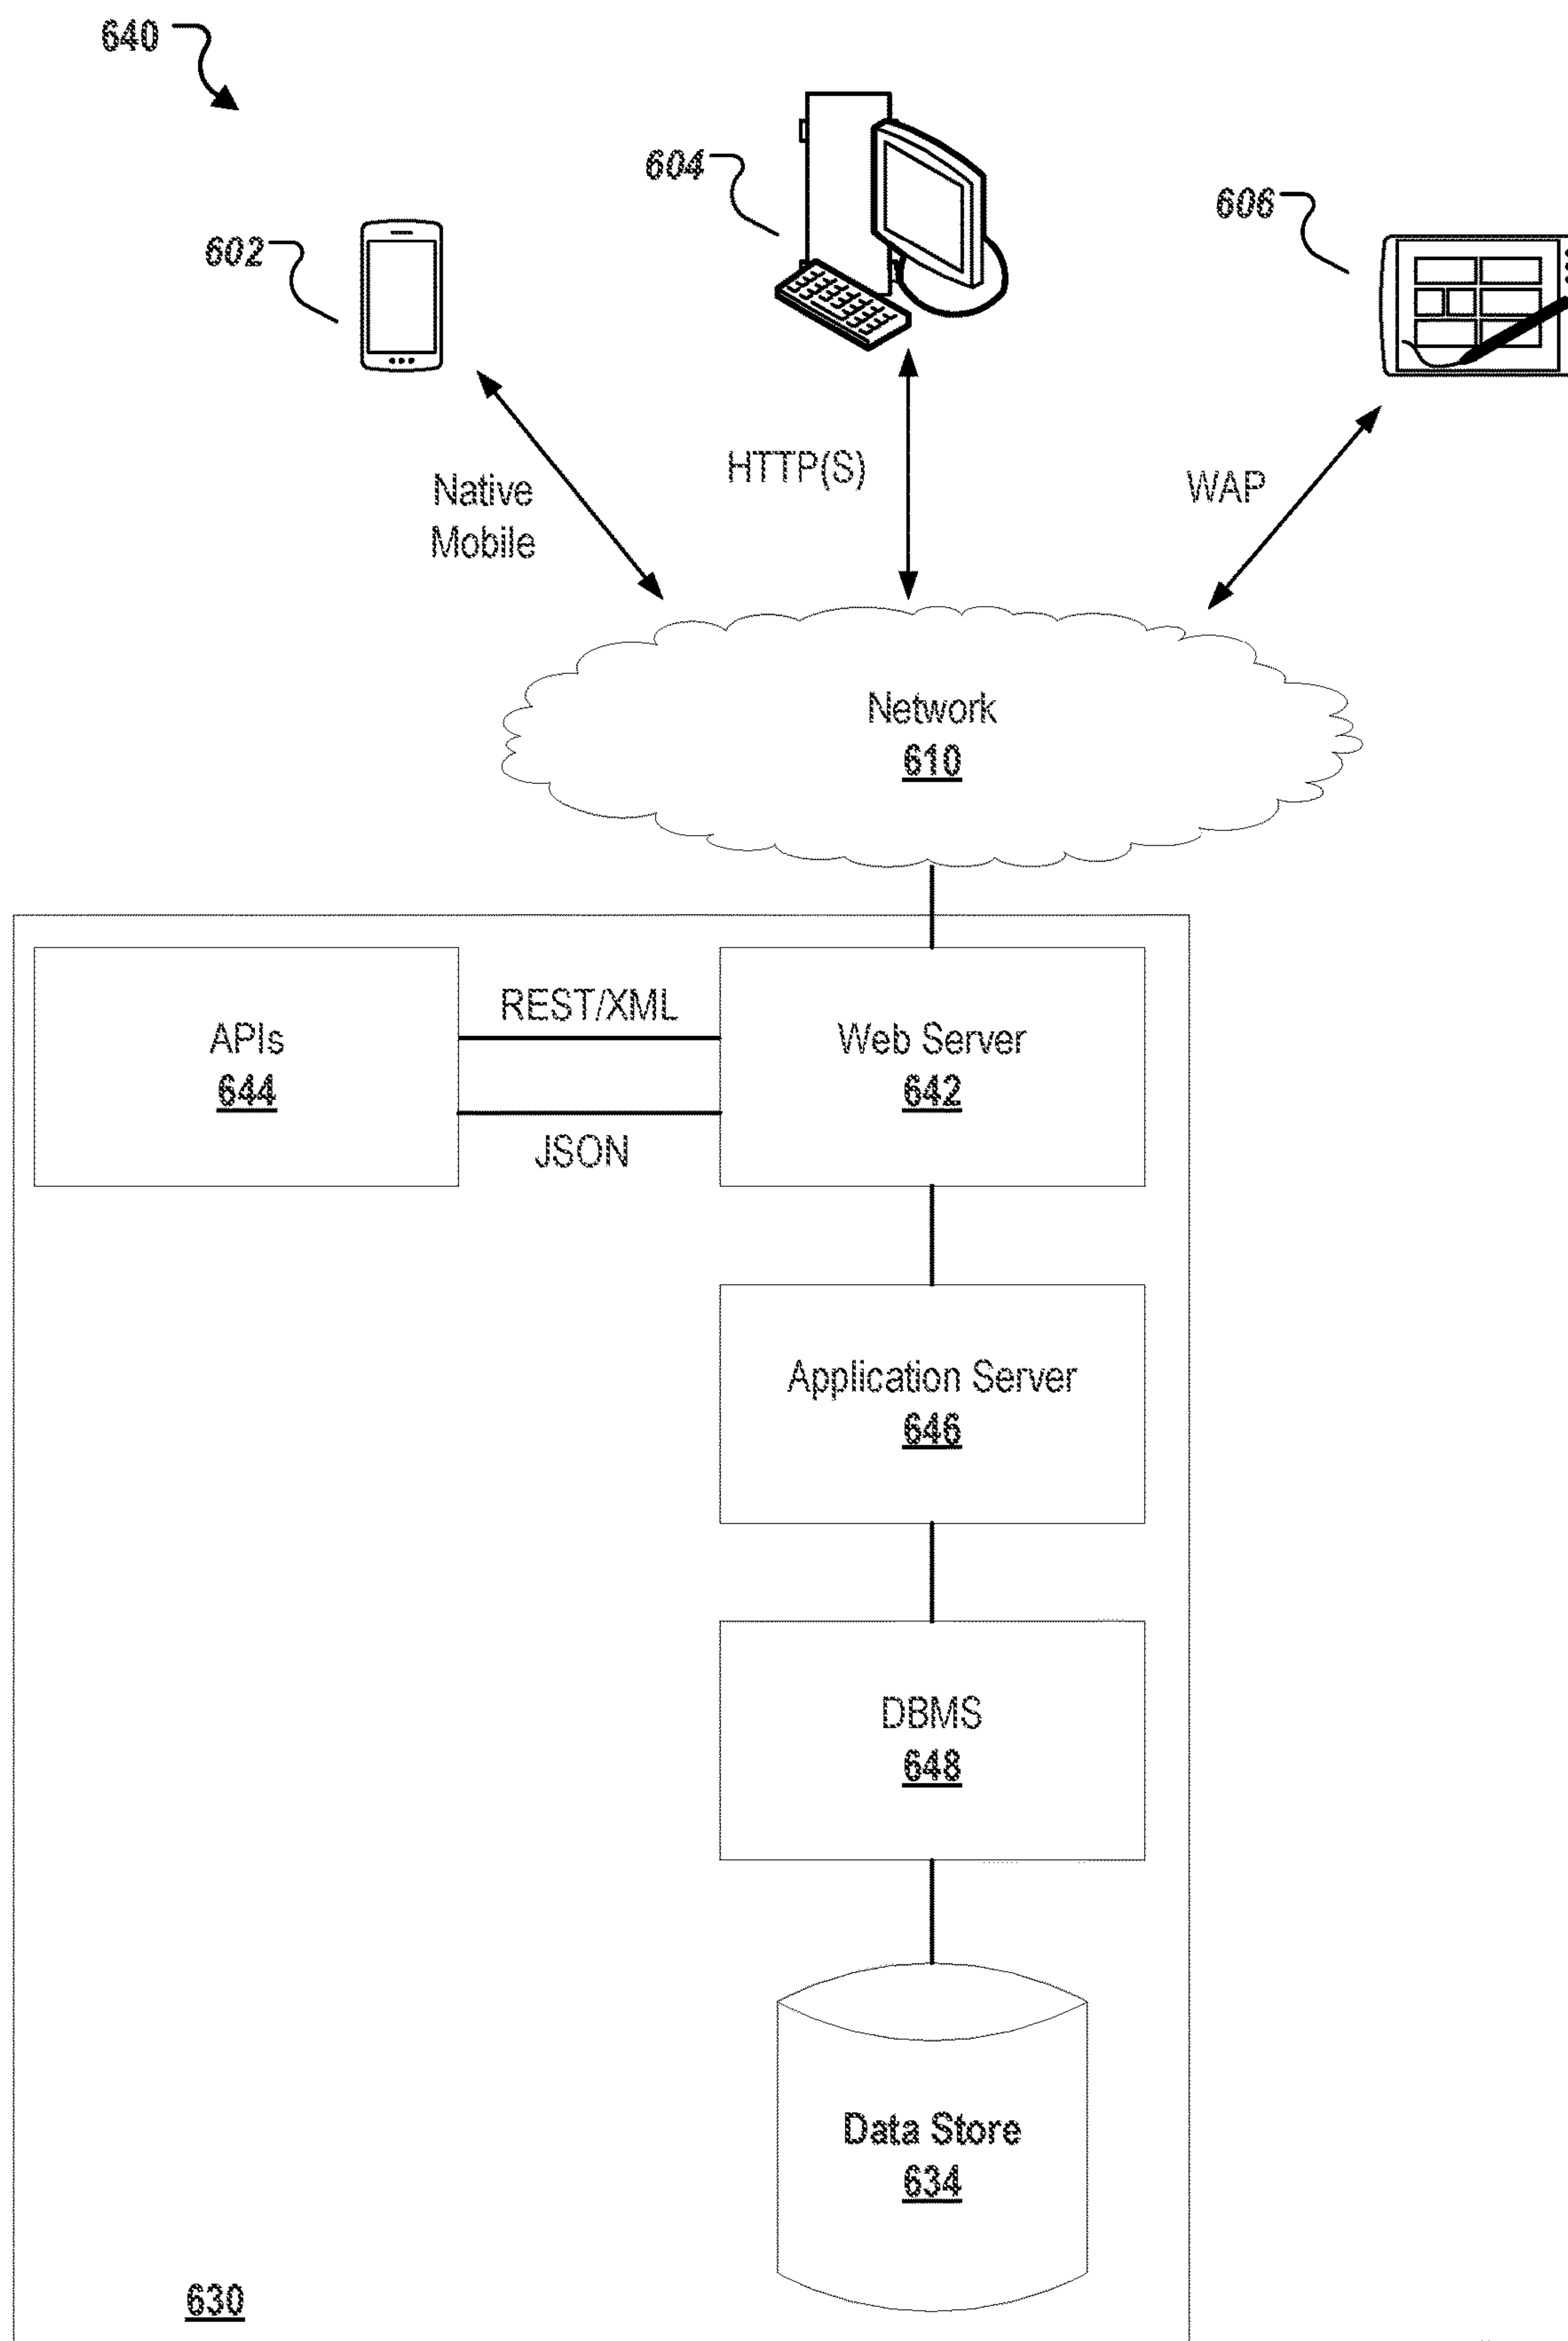 640
604
606
602
HTTP(S)
WAP
Native
Mobile
Network
610
REST/XML
APIs
644
Web Server
642
JSON
Application Server
646
DBMS
648
Data Store
634
630